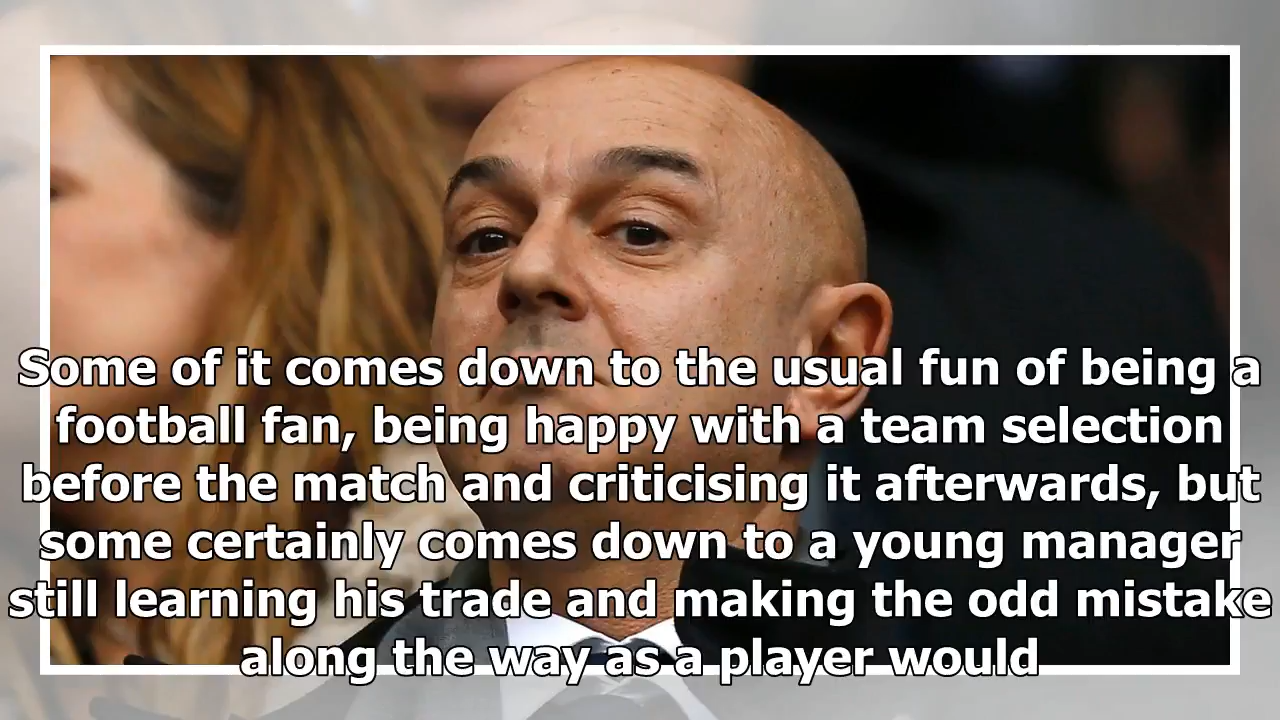 Some of it comes down to the usual fun of being a
football fan, being happy with a team selection
before the match and criticising it afterwards, but
some certainly comes down to a young manager
still learning his trade and making the odd mistake
along the way as a player would